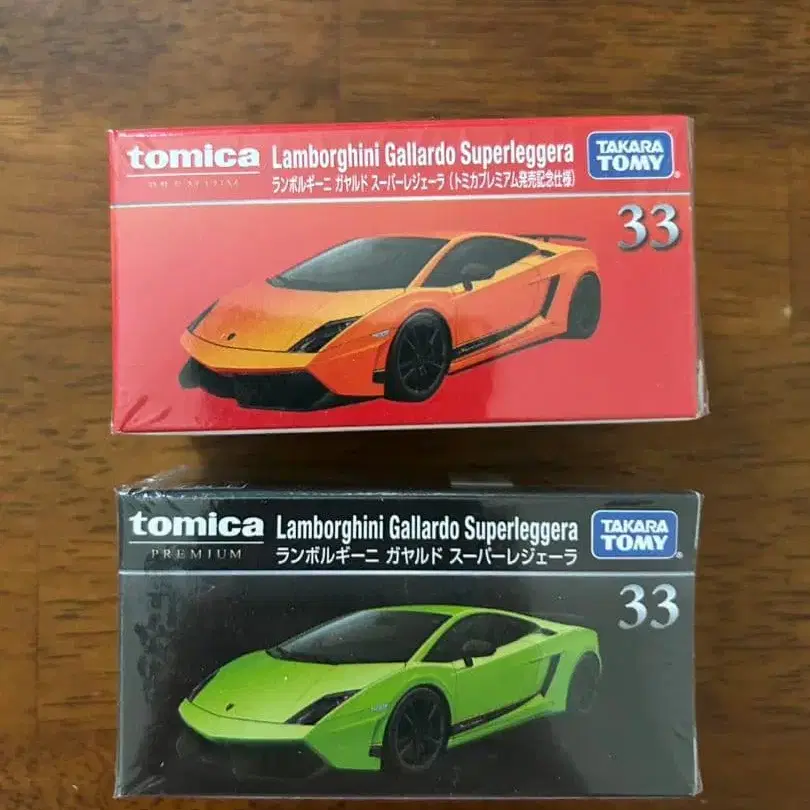 tomica
PREMIUM
Lamborghini Gallardo Superleggera
ランボルギーニ ガヤルド スーパーレジェーラ（トミカプレミアム発売記念仕様）
TAKARA
TOMY®
33
tomica
PREMIUM
Lamborghini Gallardo Superleggera
ランボルギーニ ガヤルド スーパーレジェーラ
TAKARA
TOMY®
33